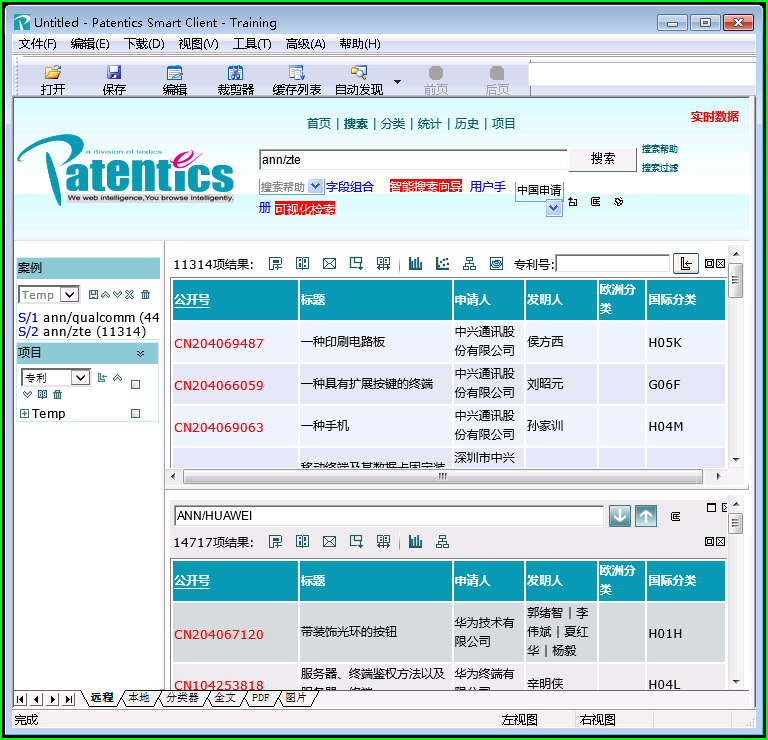 Untitled - Patentics Smart Client - Training
文件(F) 编辑(E) 下载(D) 视图(V) 工具(T) 高级(A) 帮助(H)
打开 保存 编辑 裁剪器 缓存列表 自动发现 前页 后页
首页 | 搜索 | 分类 | 统计 | 历史 | 项目
实时数据
a division of textics
Patentics
We web intelligence,You browse intelligently.
ann/zte
搜索
搜索帮助
搜索过滤
搜索帮助 字段组合 智能搜索向导 用户手
册 可视化检索
中国申请
案例
Temp
S/1 ann/qualcomm (44
S/2 ann/zte (11314)
项目
专利
Temp
11314项结果:
专利号:
公开号 标题 申请人 发明人 欧洲分类 国际分类
CN204069487 一种印刷电路板 中兴通讯股份有限公司 侯方西 H05K
CN204066059 一种具有扩展按键的终端 中兴通讯股份有限公司 刘昭元 G06F
CN204069063 一种手机 中兴通讯股份有限公司 孙家训 H04M
移动终端及其数据卡固定装 深圳市中兴
ANN/HUAWEI
14717项结果:
公开号 标题 申请人 发明人 欧洲分类 国际分类
CN204067120 带装饰光环的按钮 华为技术有限公司 郭绪智 | 李伟斌 | 夏红华 | 杨毅 H01H
CN104253818 服务器、终端鉴权方法以及服务器、终端 华为终端有限公司 辛明侠 H04L
远程 本地 分类器 全文 PDF 图片
完成
左视图 右视图